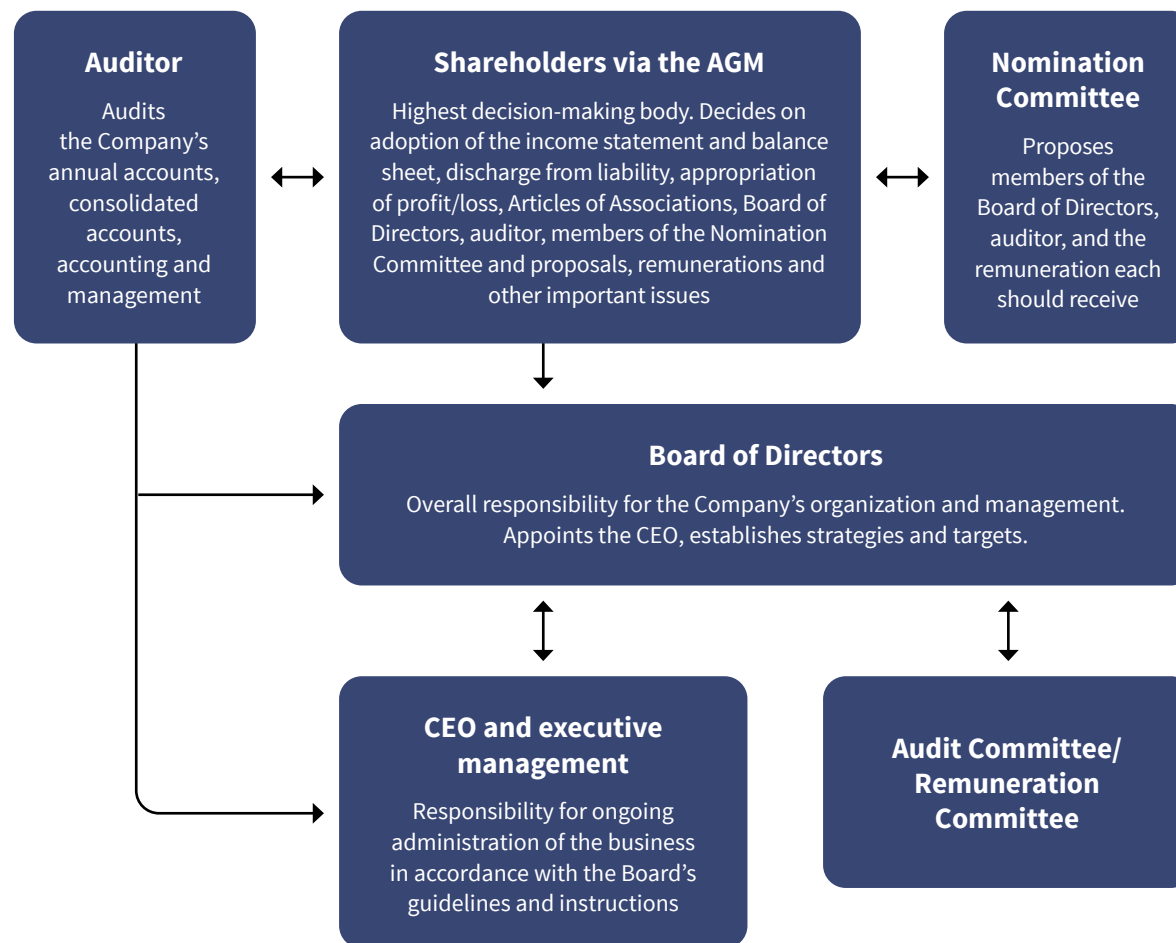 Auditor
Audits
the Company’s
annual accounts,
consolidated
accounts,
accounting and
management
Shareholders via the AGM
Highest decision-making body. Decides on
adoption of the income statement and balance
sheet, discharge from liability, appropriation
of profit/loss, Articles of Associations, Board of
Directors, auditor, members of the Nomination
Committee and proposals, remunerations and
other important issues
Nomination
Committee
Proposes
members of the
Board of Directors,
auditor, and the
remuneration each
should receive
Board of Directors
Overall responsibility for the Company’s organization and management.
Appoints the CEO, establishes strategies and targets.
CEO and executive
management
Responsibility for ongoing
administration of the business
in accordance with the Board’s
guidelines and instructions
Audit Committee/
Remuneration
Committee